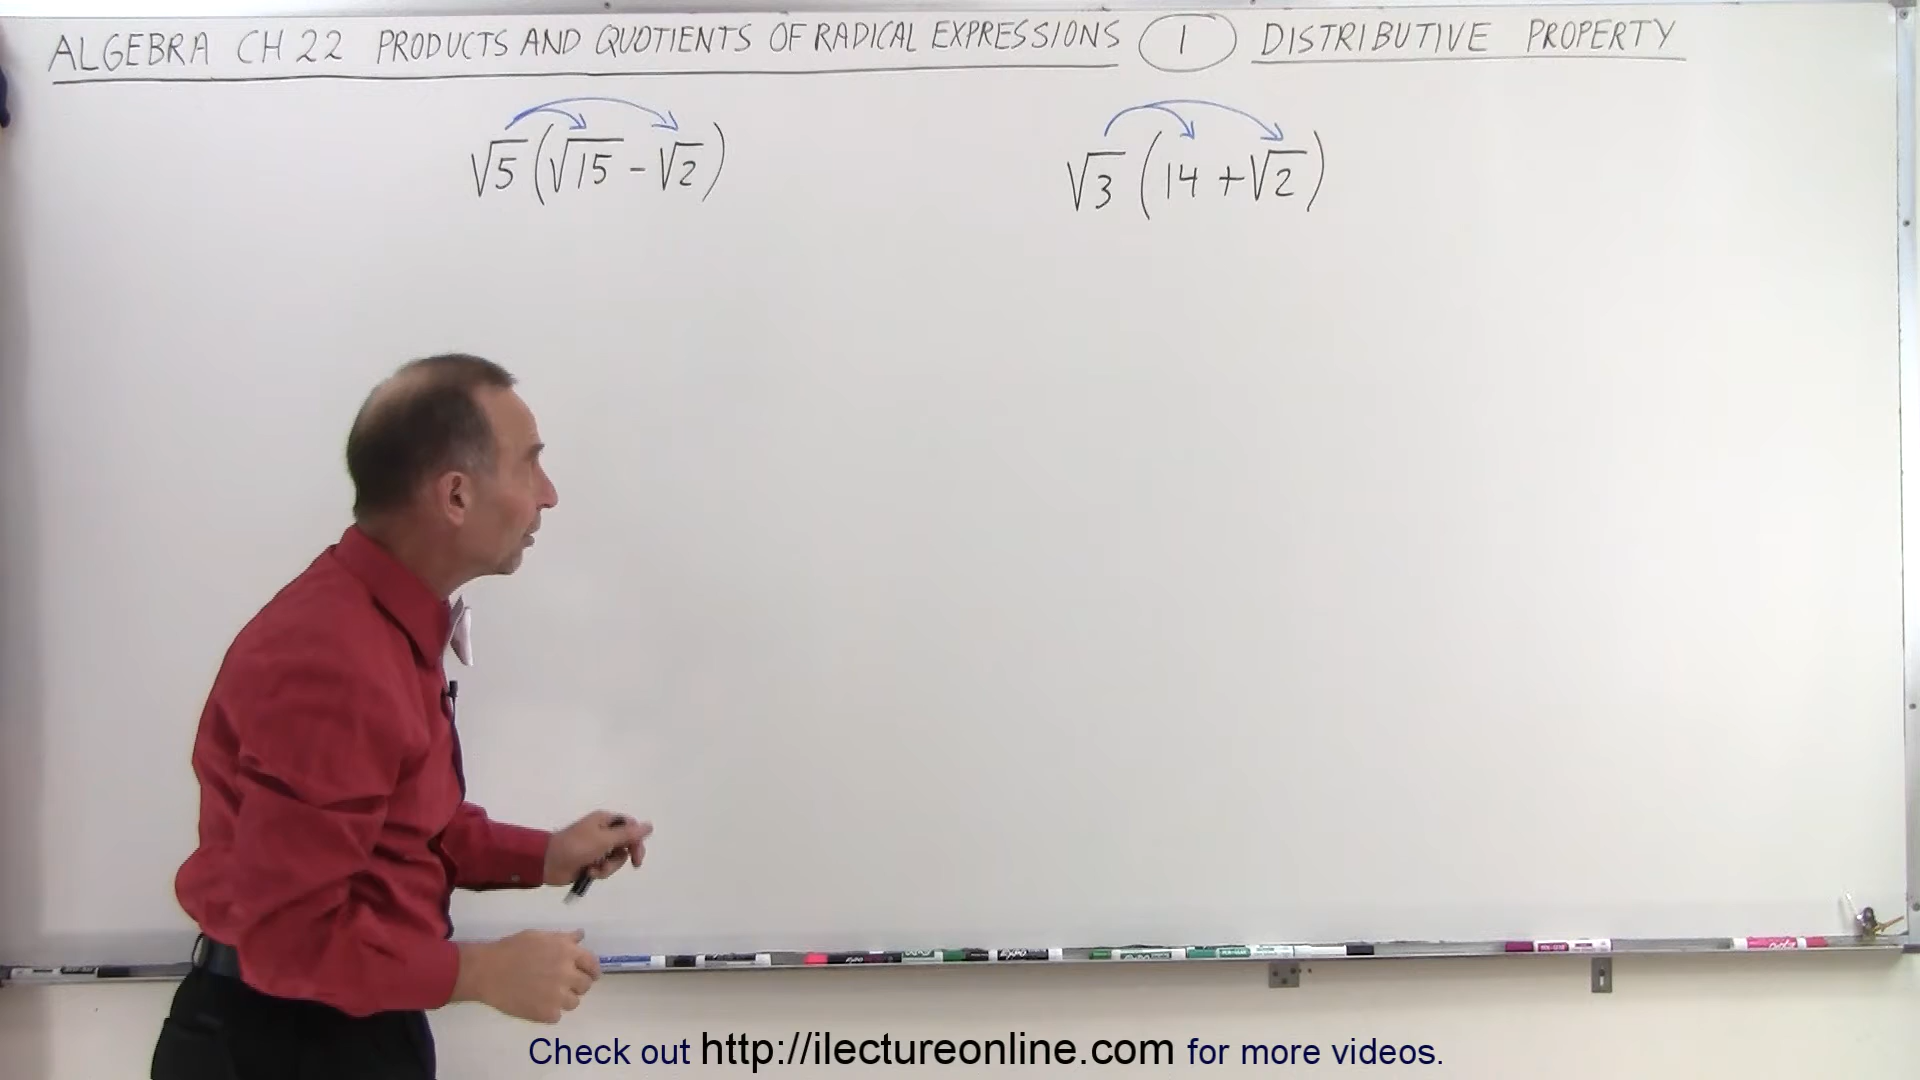 ALGEBRA CH 22 PRODUCTS AND QUOTIENTS OF RADICAL EXPRESSIONS 1 DISTRIBUTIVE PROPERTY
√5(√15 - √2)
√3(14 + √2)
Check out http://ilectureonline.com for more videos.